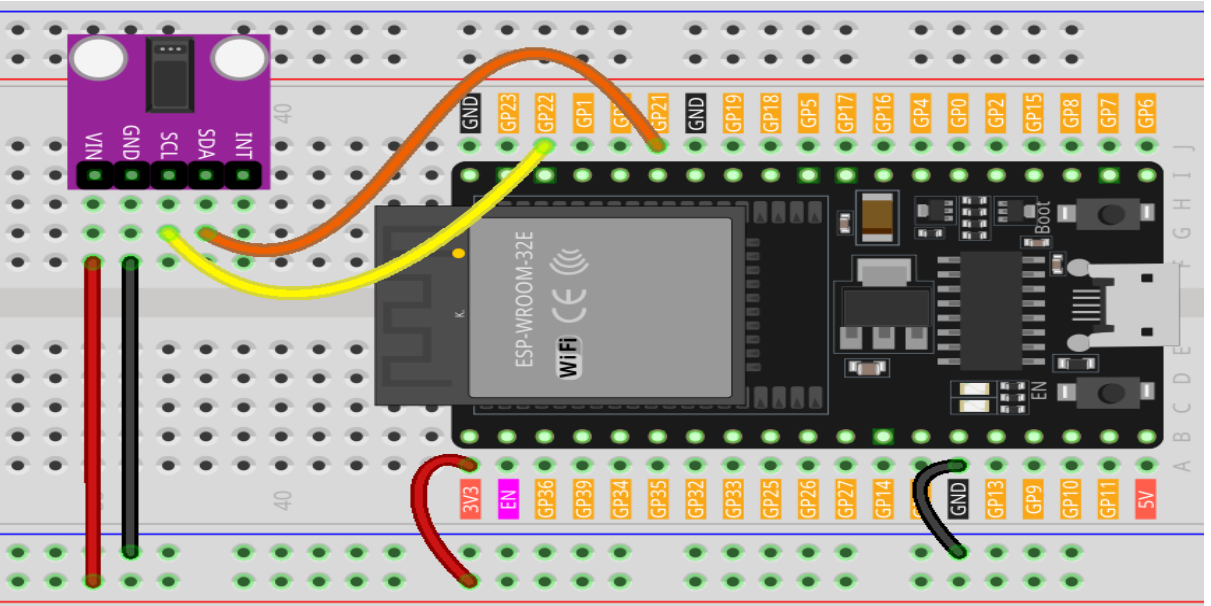 VIN
GND
SCL
SDA
INT
40
GND
GP23
GP22
GP1
GP21
GND
GP19
GP18
GP5
GP17
GP16
GP4
GP0
GP2
GP15
GP8
GP7
GP6
J
I
H
G
F
Boot
ESP-WROOM-32E
CE
WiFi
K.
E
D
C
B
A
EN
40
3V3
EN
GP36
GP39
GP34
GP35
GP32
GP33
GP25
GP26
GP27
GP14
GND
GP13
GP9
GP10
GP11
5V